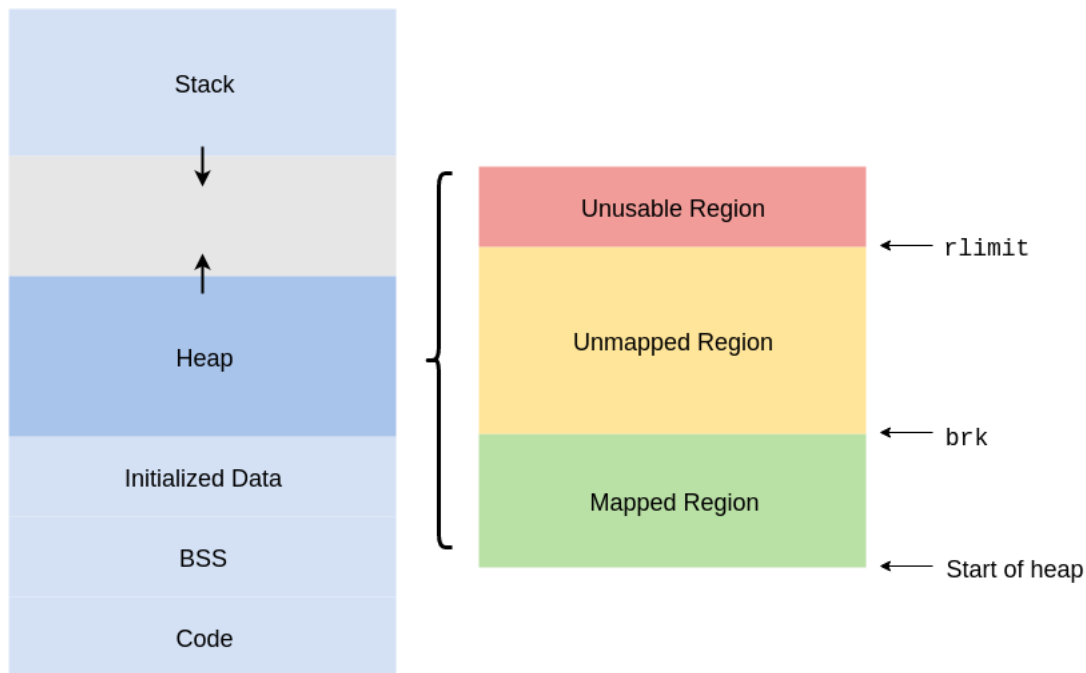 Stack
Heap
Initialized Data
BSS
Code
Unusable Region
rlimit
Unmapped Region
brk
Mapped Region
Start of heap